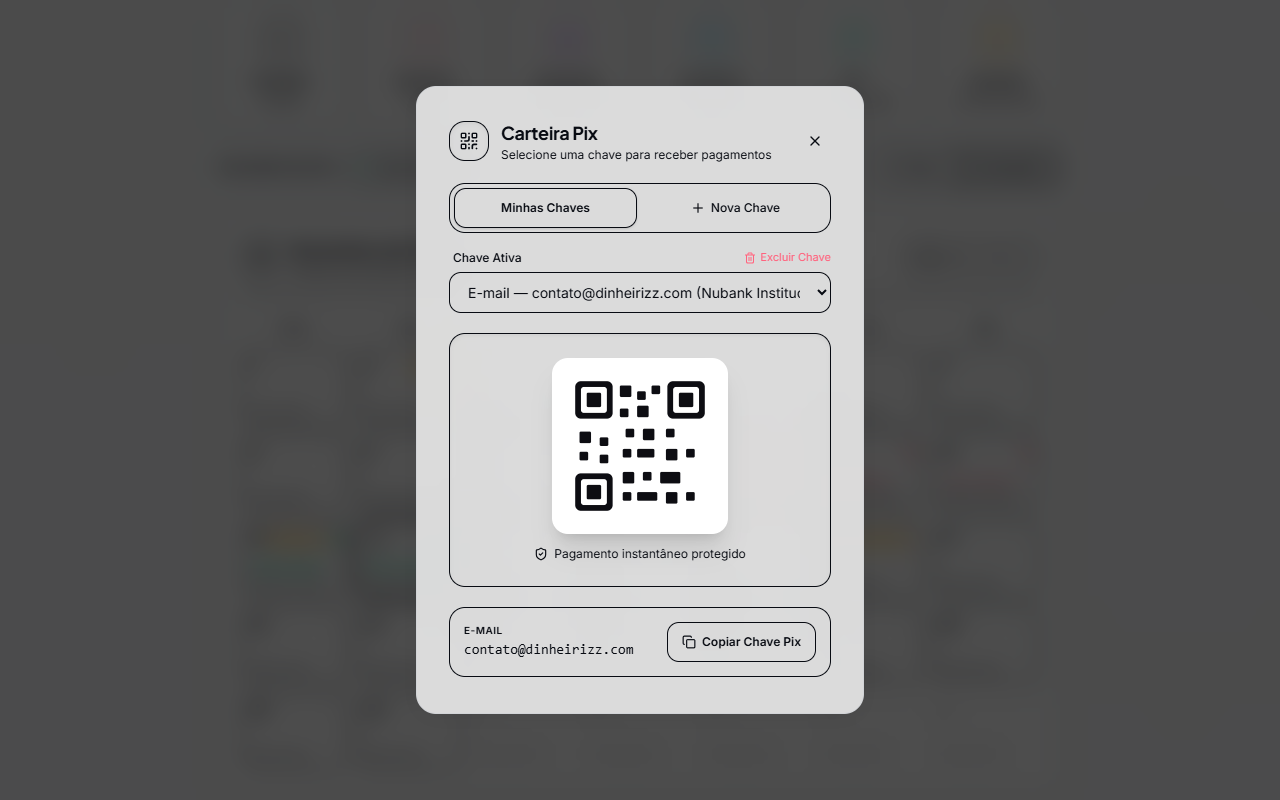 Carteira Pix
Selecione uma chave para receber pagamentos
Minhas Chaves
Nova Chave
Chave Ativa
Excluir Chave
E-mail — contato@dinheirizz.com (Nubank Instituc
Pagamento instantâneo protegido
E-MAIL
contato@dinheirizz.com
Copiar Chave Pix